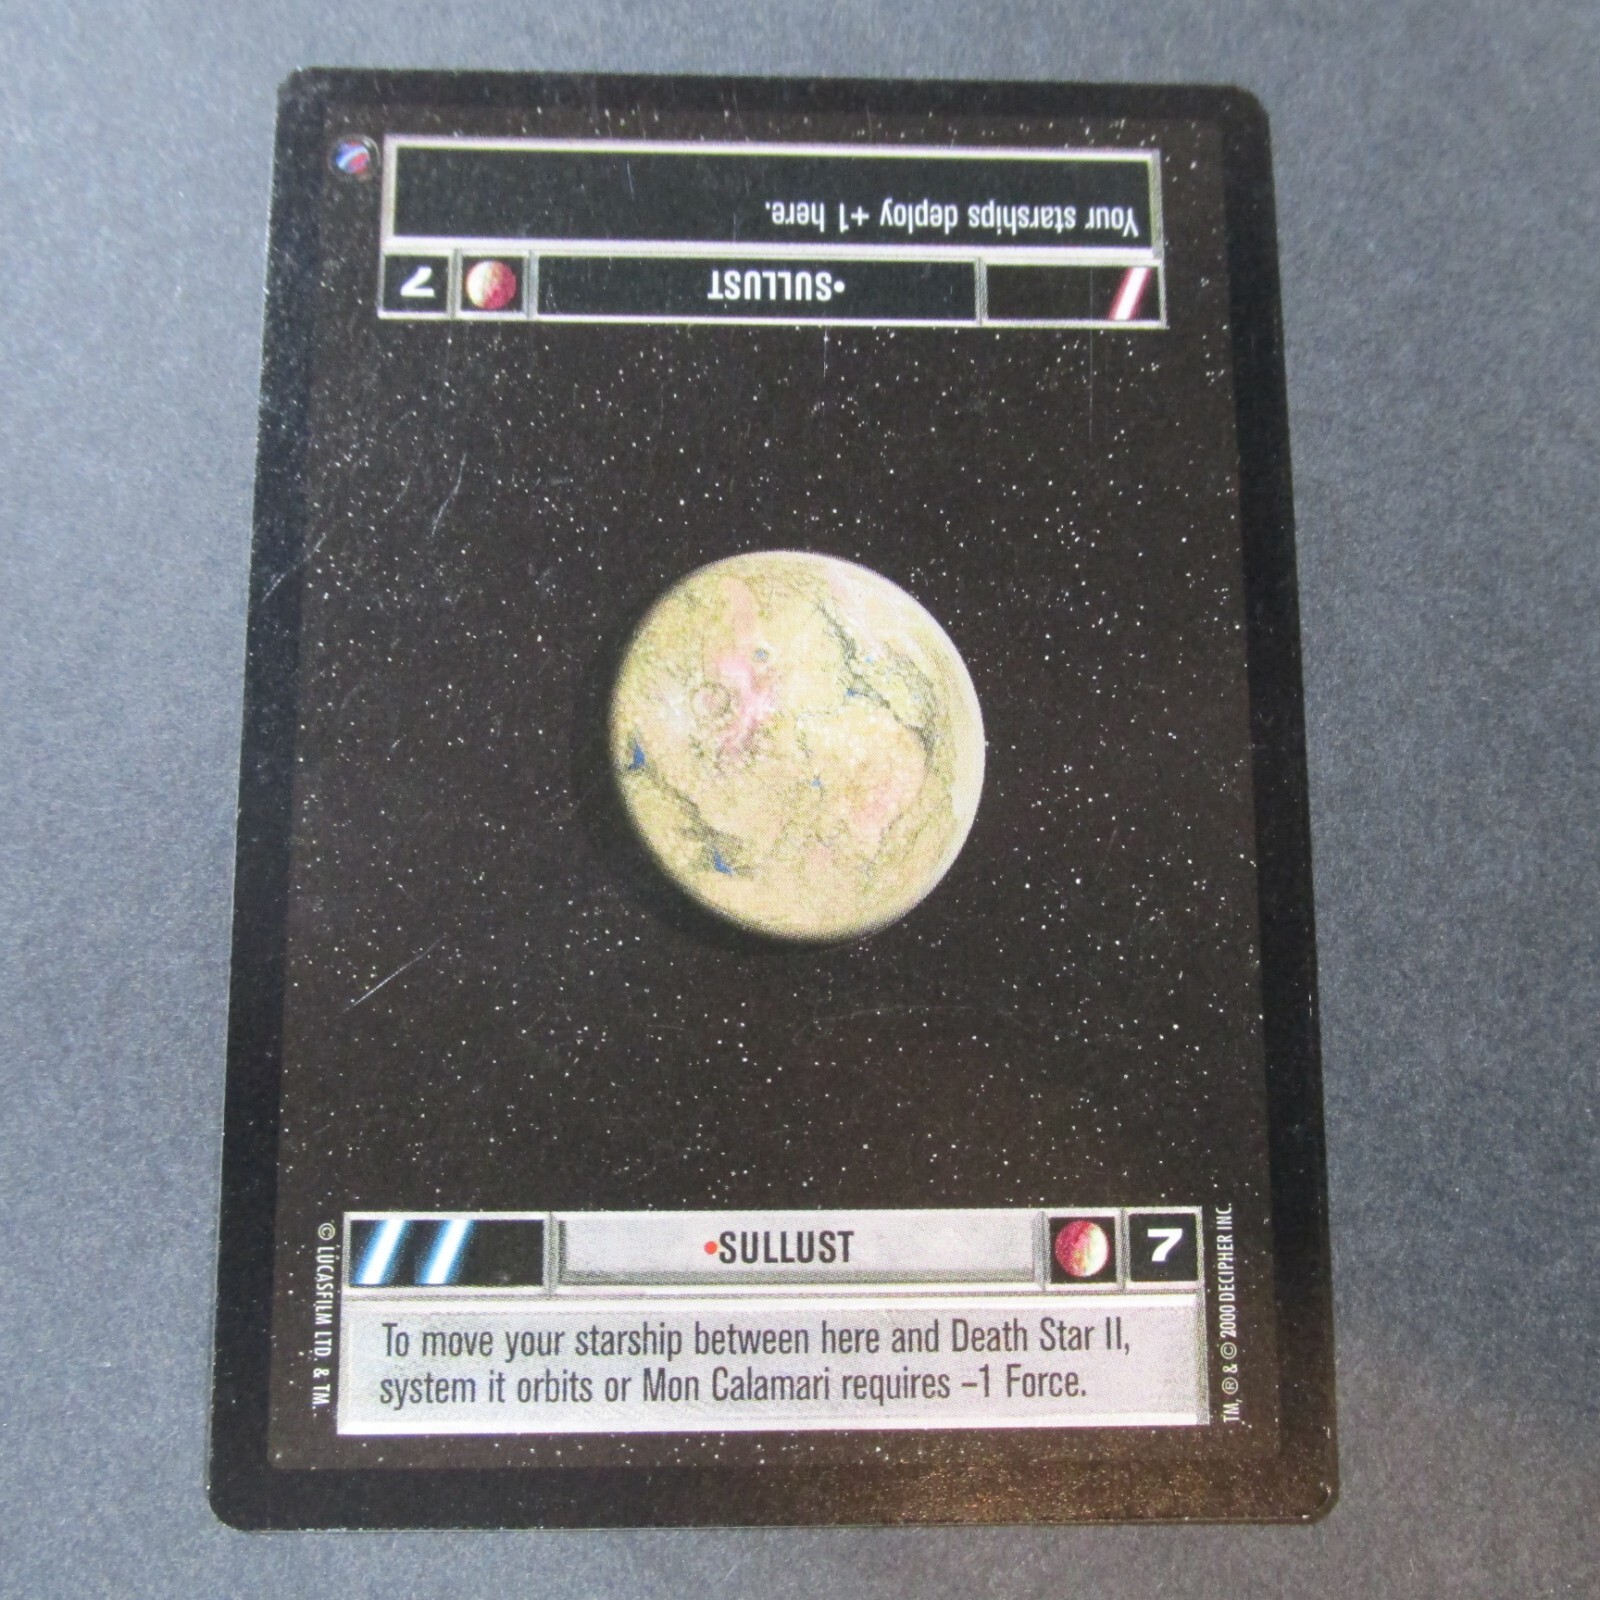 Your starships deploy +1 here.
•SULLUST
7
•SULLUST
7
To move your starship between here and Death Star II,
system it orbits or Mon Calamari requires –1 Force.
© LUCASFILM LTD. & TM.
TM, ® & © 2000 DECIPHER INC.